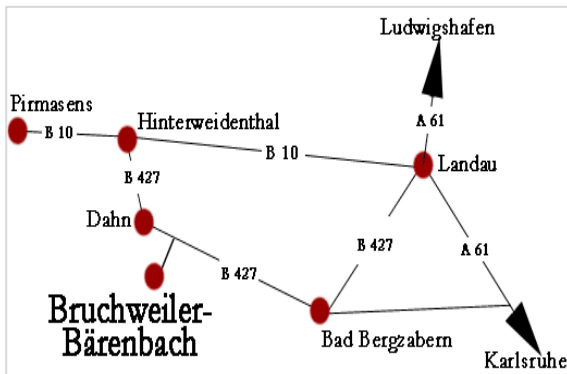 Ludwigshafen
Pirmasens
A 61
Hinterweidenthal
B 10
B 10
Landau
B 427
Dahn
B 427
A 61
B 427
Bruchweiler-
Bärenbach
Bad Bergzabern
Karlsruhe